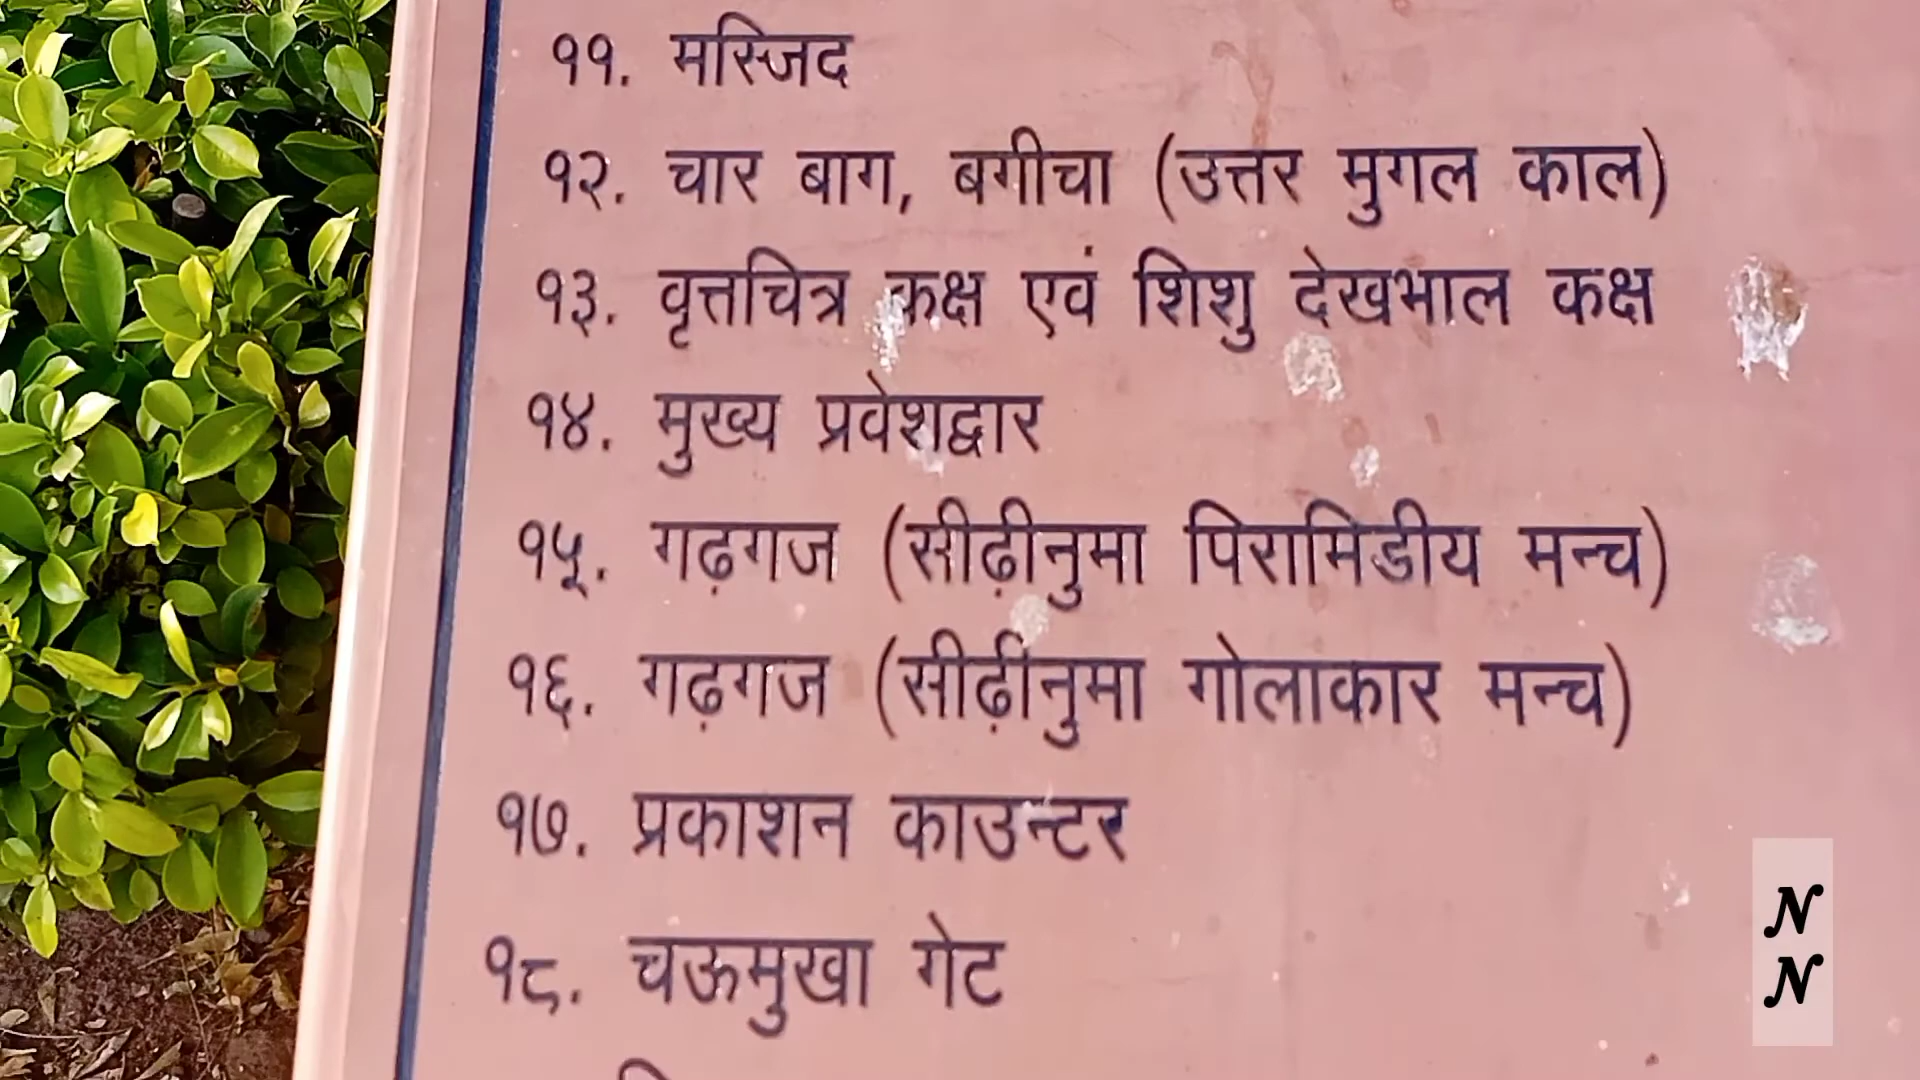 ११. मस्जिद
१२. चार बाग, बगीचा (उत्तर मुगल काल)
१३. वृत्तचित्र कक्ष एवं शिशु देखभाल कक्ष
१४. मुख्य प्रवेशद्वार
१५. गढ़गज (सीढ़ीनुमा पिरामिडीय मन्च)
१६. गढ़गज (सीढ़ीनुमा गोलाकार मन्च)
१७. प्रकाशन काउन्टर
१८. चऊमुखा गेट
N
N